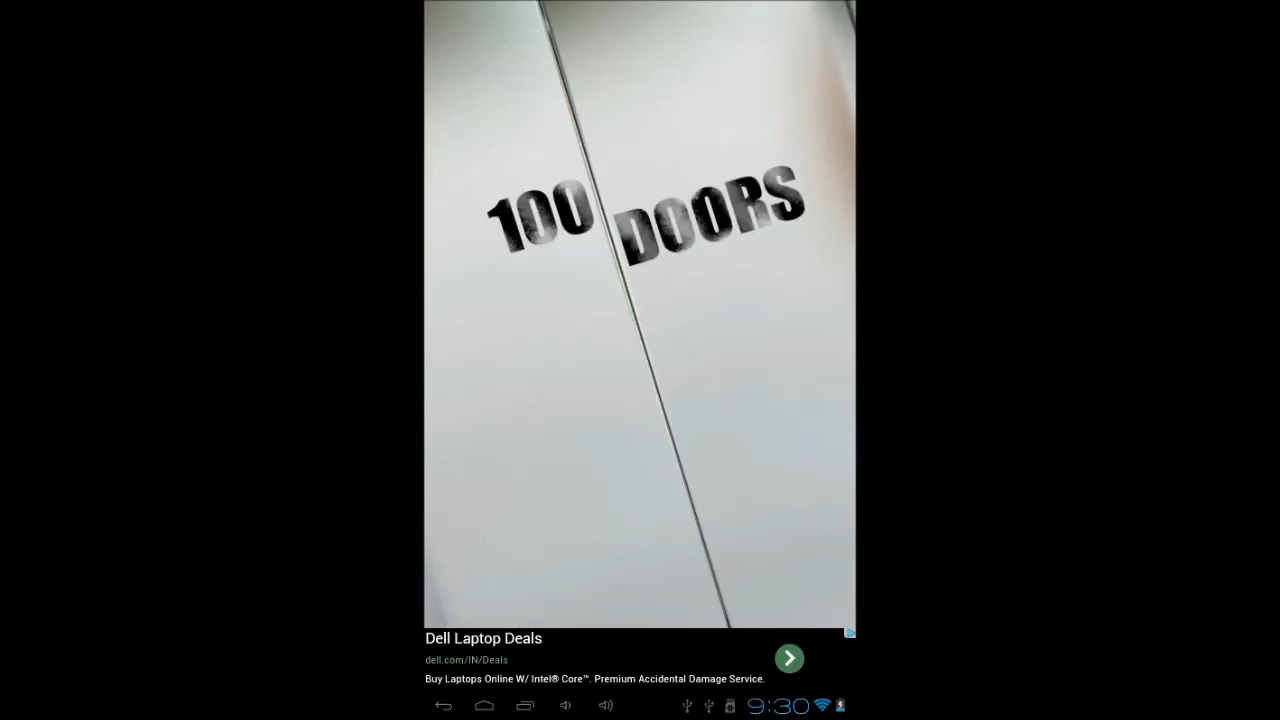 100 DOORS
Dell Laptop Deals
dell.com/IN/Deals
Buy Laptops Online W/ Intel® Core™. Premium Accidental Damage Service.
9:30